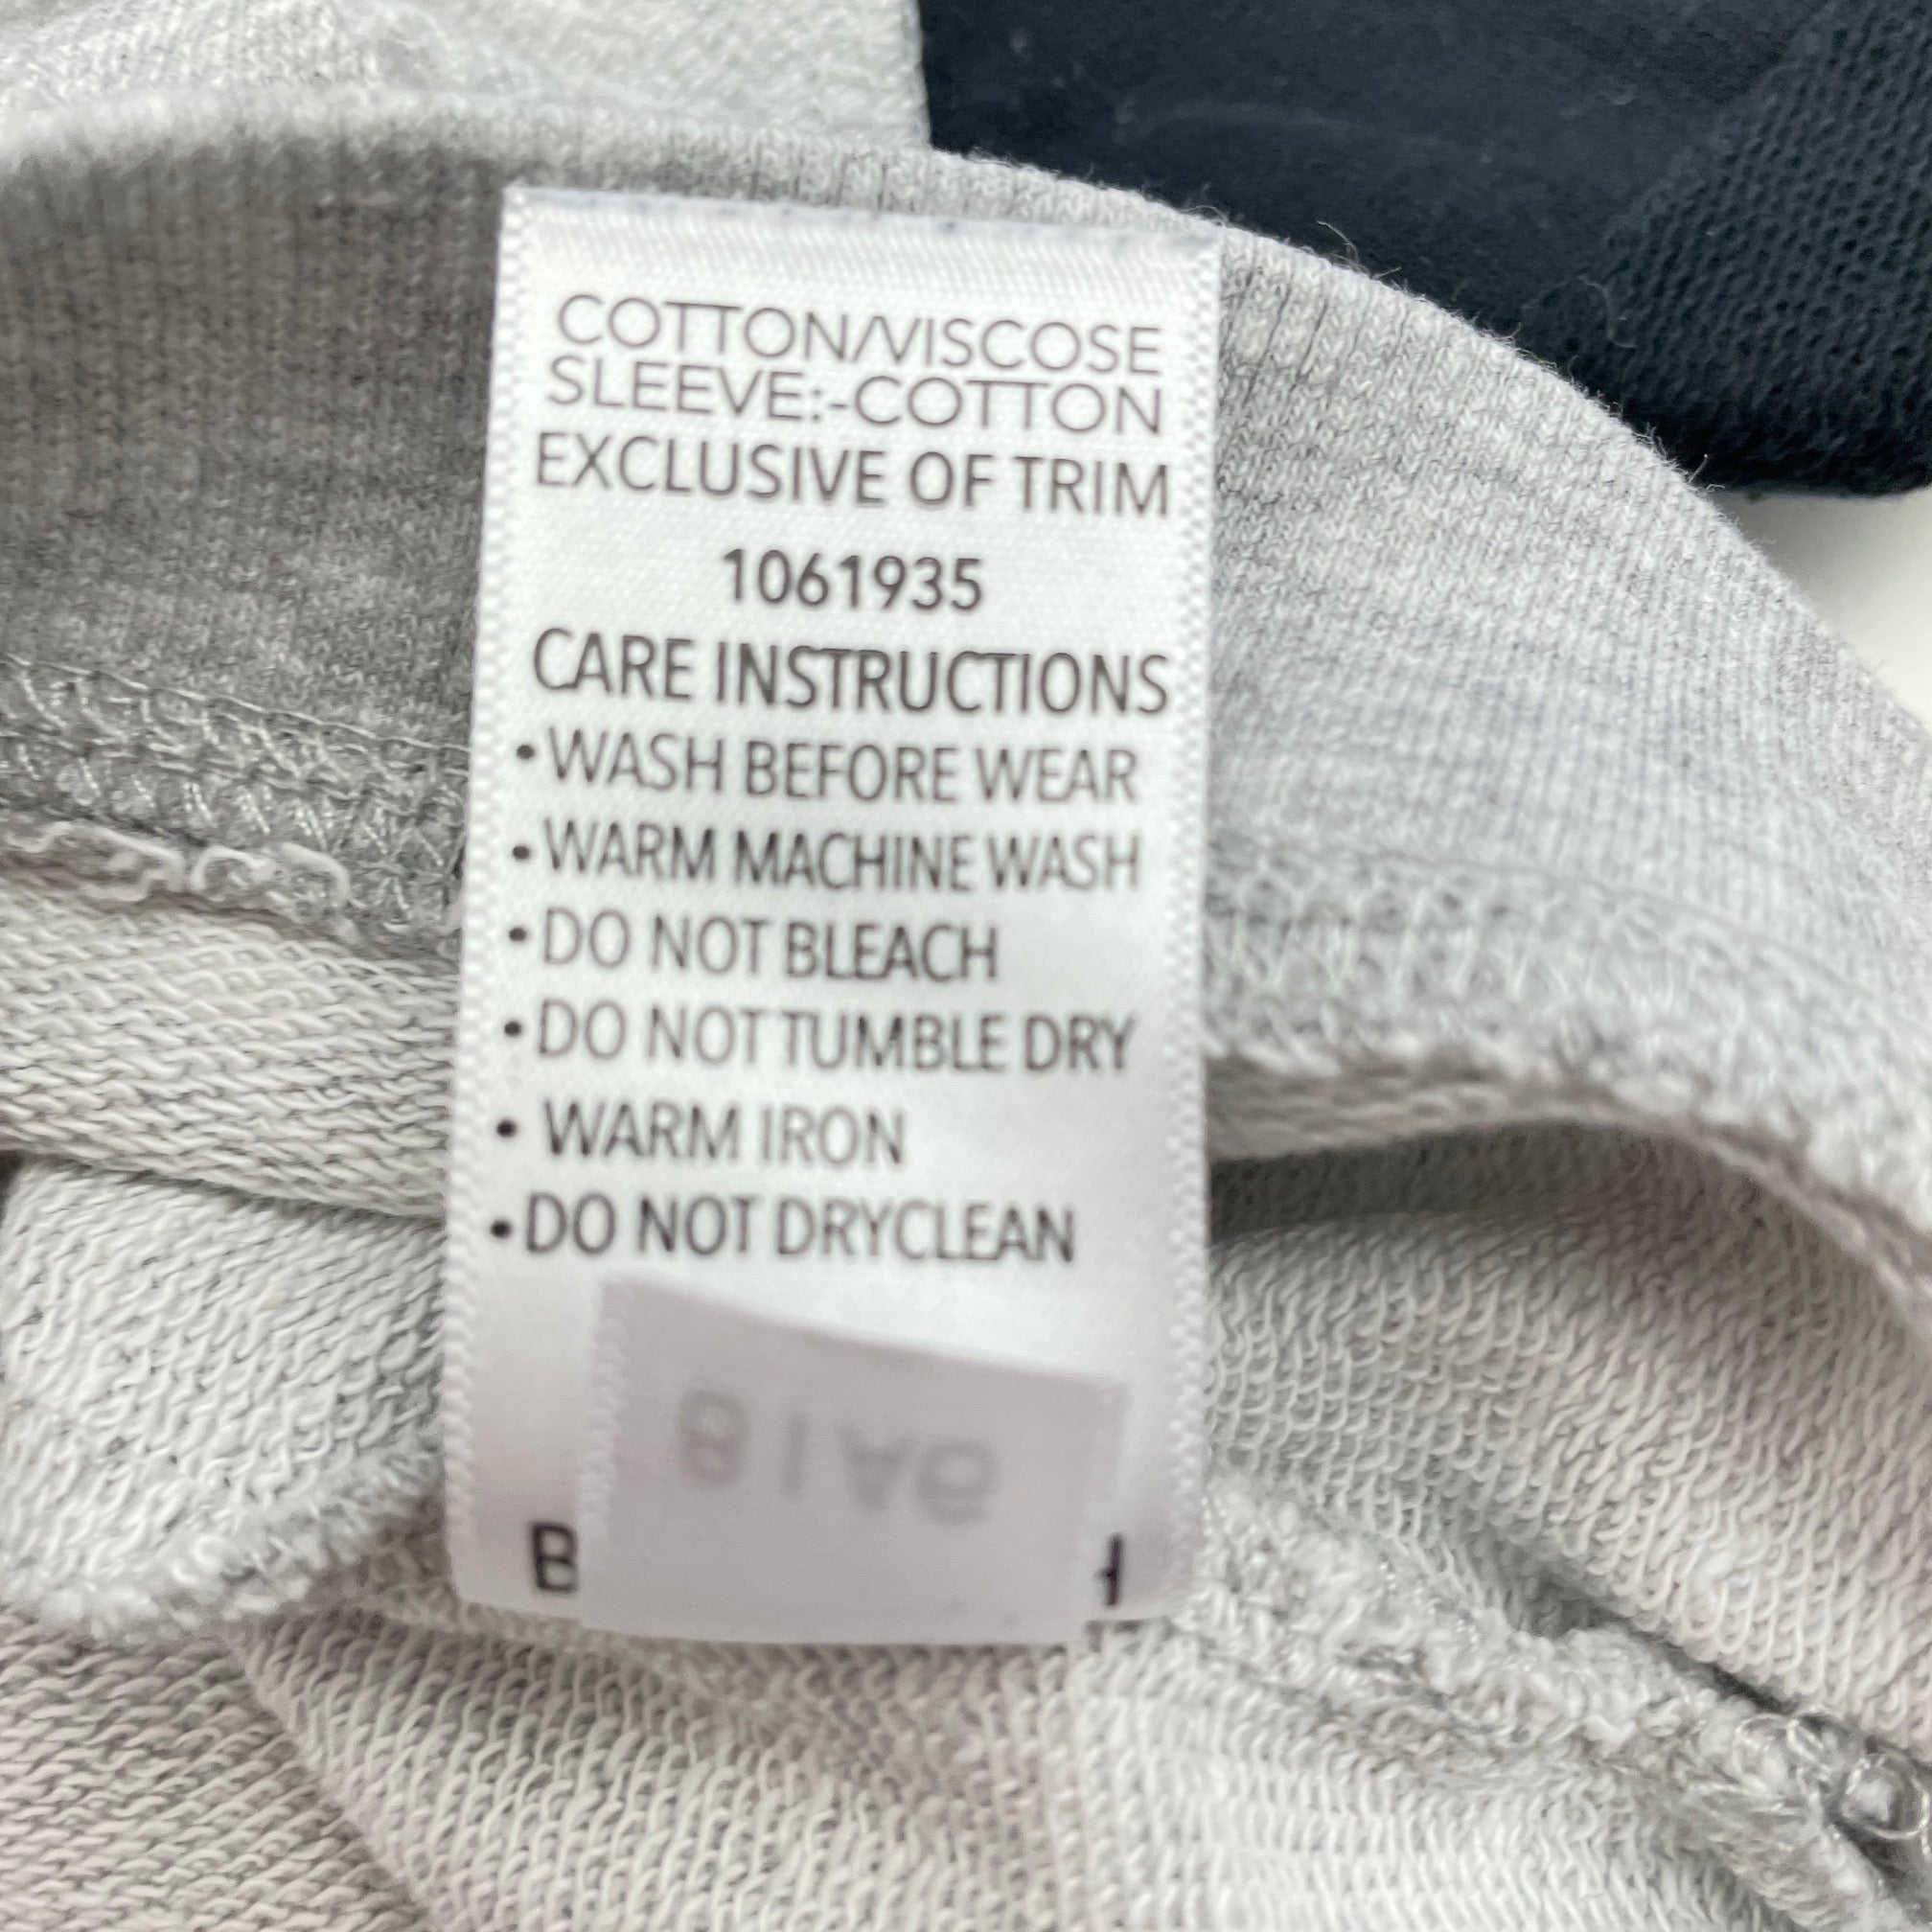 COTTON/VISCOSE
SLEEVE:-COTTON
EXCLUSIVE OF TRIM
1061935
CARE INSTRUCTIONS
•WASH BEFORE WEAR
•WARM MACHINE WASH
•DO NOT BLEACH
•DO NOT TUMBLE DRY
• WARM IRON
•DO NOT DRYCLEAN